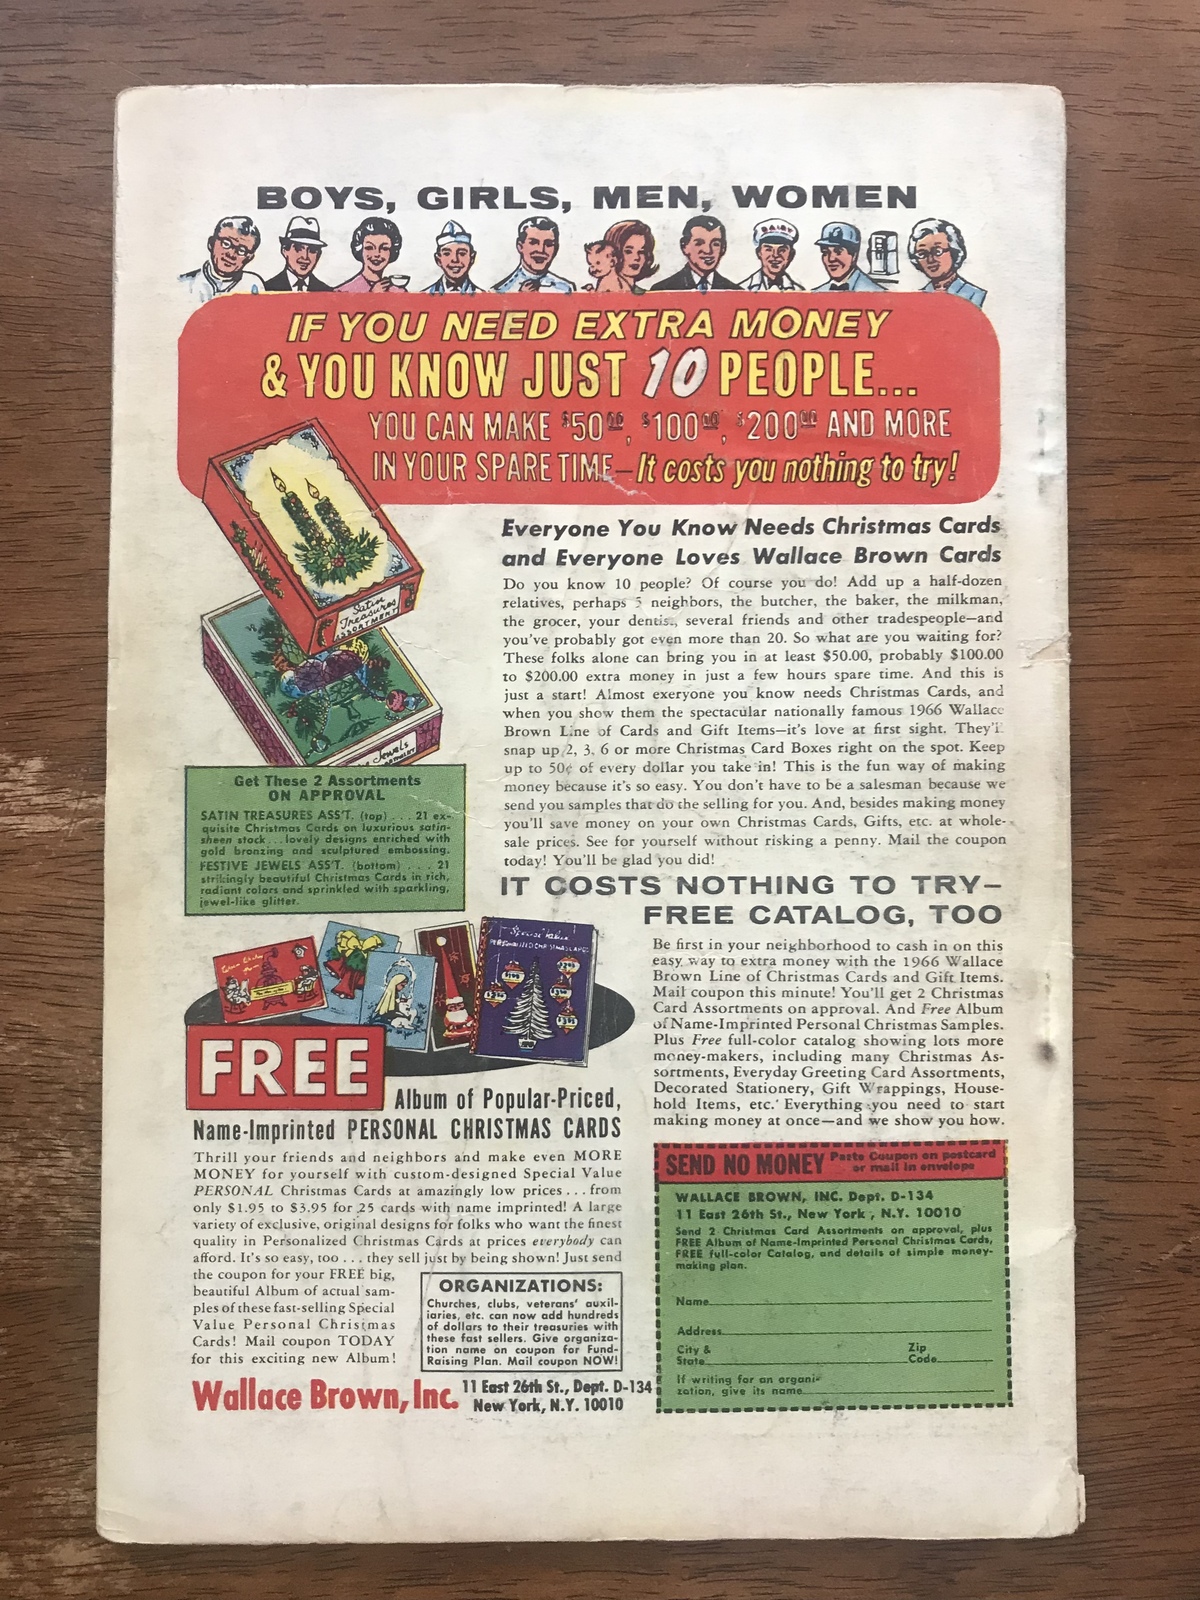 BOYS, GIRLS, MEN, WOMEN
DAIRY
IF YOU NEED EXTRA MONEY
& YOU KNOW JUST 10 PEOPLE...
YOU CAN MAKE $50.00, $100.00, $200.00 AND MORE
IN YOUR SPARE TIME—It costs you nothing to try!
Satin
Treasures
ASSORTMENT
Jewels
Everyone You Know Needs Christmas Cards
and Everyone Loves Wallace Brown Cards
Do you know 10 people? Of course you do! Add up a half-dozen
relatives, perhaps 5 neighbors, the butcher, the baker, the milkman,
the grocer, your dentis., several friends and other tradespeople—and
you've probably got even more than 20. So what are you waiting for?
These folks alone can bring you in at least $50.00, probably $100.00
to $200.00 extra money in just a few hours spare time. And this is
just a start! Almost exeryone you know needs Christmas Cards, and
when you show them the spectacular nationally famous 1966 Wallace
Brown Line of Cards and Gift Items—it's love at first sight. They'll
snap up 2, 3, 6 or more Christmas Card Boxes right on the spot. Keep
up to 50¢ of every dollar you take in! This is the fun way of making
money because it's so easy. You don't have to be a salesman because we
send you samples that do the selling for you. And, besides making money
you'll save money on your own Christmas Cards, Gifts, etc. at whole-
sale prices. See for yourself without risking a penny. Mail the coupon
today! You'll be glad you did!
Get These 2 Assortments
ON APPROVAL
SATIN TREASURES ASS'T. (top) . . . 21 ex-
quisite Christmas Cards on luxurious satin-
sheen stock . . . lovely designs enriched with
gold bronzing and sculptured embossing.
FESTIVE JEWELS ASS'T. (bottom) . . . 21
strikingly beautiful Christmas Cards in rich,
radiant colors and sprinkled with sparkling,
jewel-like glitter.
IT COSTS NOTHING TO TRY—
FREE CATALOG, TOO
Be first in your neighborhood to cash in on this
easy way to extra money with the 1966 Wallace
Brown Line of Christmas Cards and Gift Items.
Mail coupon this minute! You'll get 2 Christmas
Card Assortments on approval. And Free Album
of Name-Imprinted Personal Christmas Samples.
Plus Free full-color catalog showing lots more
money-makers, including many Christmas As-
sortments, Everyday Greeting Card Assortments,
Decorated Stationery, Gift Wrappings, House-
hold Items, etc. Everything you need to start
making money at once—and we show you how.
Special Value
PERSONALIZED CHRISTMAS CARDS
FREE
Album of Popular-Priced,
Name-Imprinted PERSONAL CHRISTMAS CARDS
Thrill your friends and neighbors and make even MORE
MONEY for yourself with custom-designed Special Value
PERSONAL Christmas Cards at amazingly low prices . . . from
only $1.95 to $3.95 for 25 cards with name imprinted! A large
variety of exclusive, original designs for folks who want the finest
quality in Personalized Christmas Cards at prices everybody can
afford. It's so easy, too . . . they sell just by being shown! Just send
the coupon for your FREE big,
beautiful Album of actual sam-
ples of these fast-selling Special
Value Personal Christmas
Cards! Mail coupon TODAY
for this exciting new Album!
ORGANIZATIONS:
Churches, clubs, veterans' auxil-
iaries, etc. can now add hundreds
of dollars to their treasuries with
these fast sellers. Give organiza-
tion name on coupon for Fund-
Raising Plan. Mail coupon NOW!
Wallace Brown, Inc. 11 East 26th St., Dept. D-134
New York, N.Y. 10010
SEND NO MONEY Paste Coupon on postcard
or mail in envelope
WALLACE BROWN, INC. Dept. D-134
11 East 26th St., New York , N.Y. 10010
Send 2 Christmas Card Assortments on approval, plus
FREE Album of Name-Imprinted Personal Christmas Cards,
FREE full-color Catalog, and details of simple money-
making plan.
Name
Address
City & State Zip Code
If writing for an organi-
zation, give its name